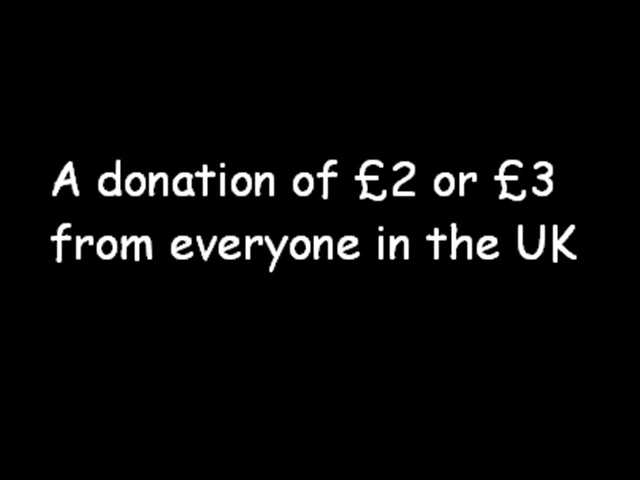 A donation of £2 or £3
from everyone in the UK